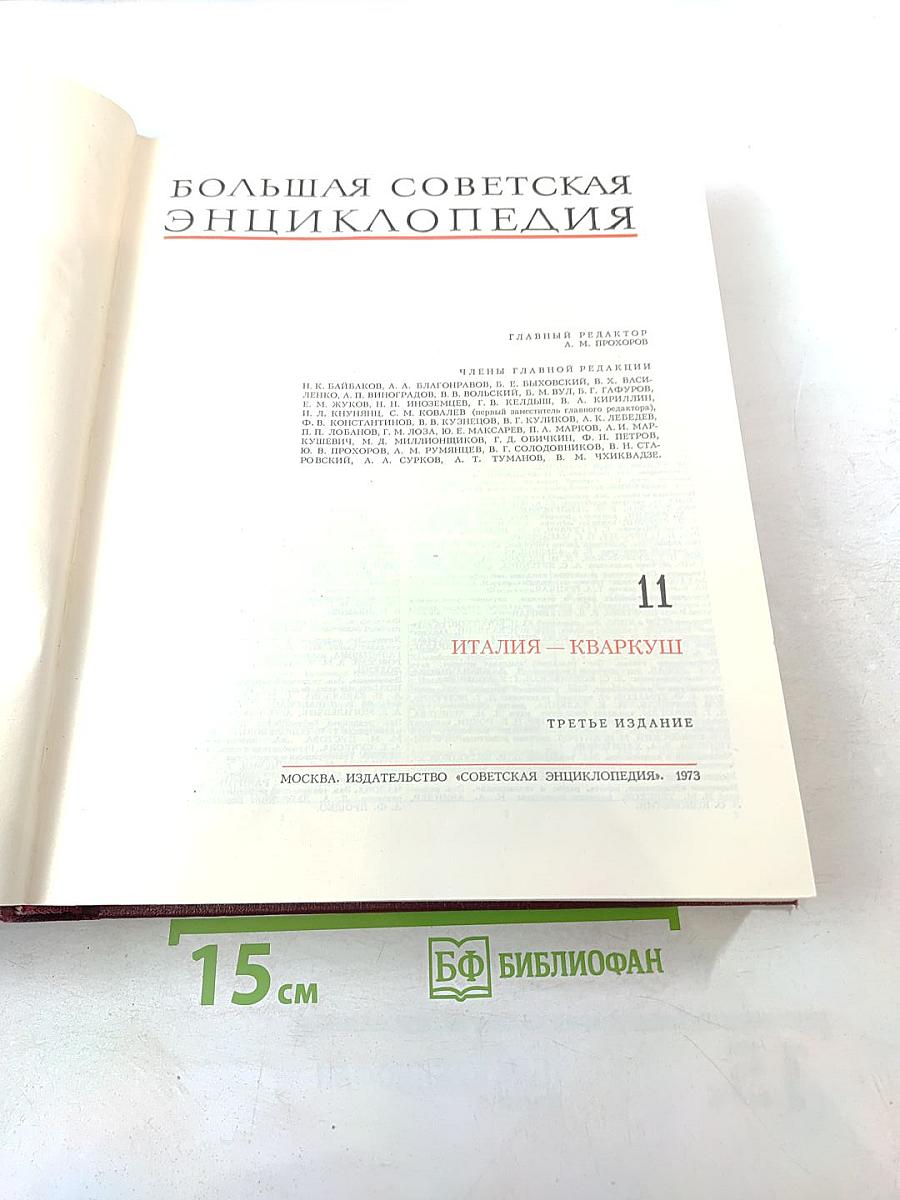 БОЛЬШАЯ СОВЕТСКАЯ
ЭНЦИКЛОПЕДИЯ
ГЛАВНЫЙ РЕДАКТОР
А. М. ПРОХОРОВ
ЧЛЕНЫ ГЛАВНОЙ РЕДАКЦИИ
Н. К. БАЙБАКОВ, А. А. БЛАГОНРАВОВ, Б. Е. БЫХОВСКИЙ, В. Х. ВАСИ-
ЛЕНКО, А. П. ВИНОГРАДОВ, В. В. ВОЛЬСКИЙ, Б. М. ВУЛ, Б. Г. ГАФУРОВ,
Е. М. ЖУКОВ, Н. Н. ИНОЗЕМЦЕВ, Г. В. КЕЛДЫШ, В. А. КИРИЛЛИН,
И. Л. КНУНЯНЦ, С. М. КОВАЛЕВ (первый заместитель главного редактора),
Ф. В. КОНСТАНТИНОВ, В. В. КУЗНЕЦОВ, В. Г. КУЛИКОВ, А. К. ЛЕБЕДЕВ,
П. П. ЛОБАНОВ, Г. М. ЛОЗА, Ю. Е. МАКСАРЕВ, П. А. МАРКОВ, А. И. МАР-
КУШЕВИЧ, М. Д. МИЛЛИОНЩИКОВ, Г. Д. ОБИЧКИН, Ф. Н. ПЕТРОВ,
Ю. В. ПРОХОРОВ, А. М. РУМЯНЦЕВ, В. Г. СОЛОДОВНИКОВ, В. Н. СТА-
РОВСКИЙ, А. А. СУРКОВ, А. Т. ТУМАНОВ, В. М. ЧХИКВАДЗЕ.
11
ИТАЛИЯ — КВАРКУШ
ТРЕТЬЕ ИЗДАНИЕ
МОСКВА. ИЗДАТЕЛЬСТВО «СОВЕТСКАЯ ЭНЦИКЛОПЕДИЯ». 1973
15 см
БФ БИБЛИОФАН